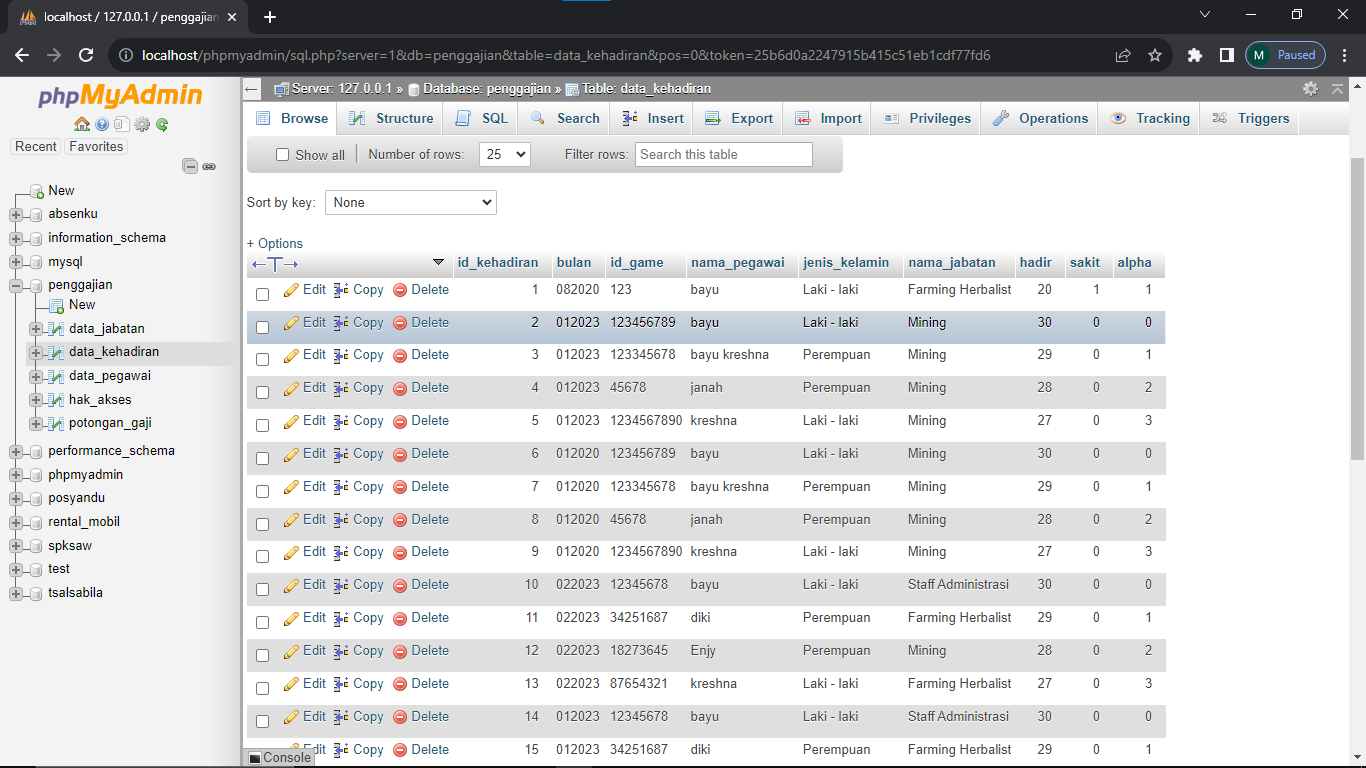 localhost / 127.0.0.1 / penggajian
localhost/phpmyadmin/sql.php?server=1&db=penggajian&table=data_kehadiran&pos=0&token=25b6d0a2247915b415c51eb1cdf77fd6
M Paused
phpMyAdmin
Recent Favorites
New
absenku
information_schema
mysql
penggajian
New
data_jabatan
data_kehadiran
data_pegawai
hak_akses
potongan_gaji
performance_schema
phpmyadmin
posyandu
rental_mobil
spksaw
test
tsalsabila
Server: 127.0.0.1 » Database: penggajian » Table: data_kehadiran
Browse Structure SQL Search Insert Export Import Privileges Operations Tracking Triggers
Show all Number of rows: 25 Filter rows: Search this table
Sort by key: None
+ Options
id_kehadiran bulan id_game nama_pegawai jenis_kelamin nama_jabatan hadir sakit alpha
Edit Copy Delete 1 082020 123 bayu Laki - laki Farming Herbalist 20 1 1
Edit Copy Delete 2 012023 123456789 bayu Laki - laki Mining 30 0 0
Edit Copy Delete 3 012023 123345678 bayu kreshna Perempuan Mining 29 0 1
Edit Copy Delete 4 012023 45678 janah Perempuan Mining 28 0 2
Edit Copy Delete 5 012023 1234567890 kreshna Laki - laki Mining 27 0 3
Edit Copy Delete 6 012020 123456789 bayu Laki - laki Mining 30 0 0
Edit Copy Delete 7 012020 123345678 bayu kreshna Perempuan Mining 29 0 1
Edit Copy Delete 8 012020 45678 janah Perempuan Mining 28 0 2
Edit Copy Delete 9 012020 1234567890 kreshna Laki - laki Mining 27 0 3
Edit Copy Delete 10 022023 12345678 bayu Laki - laki Staff Administrasi 30 0 0
Edit Copy Delete 11 022023 34251687 diki Perempuan Farming Herbalist 29 0 1
Edit Copy Delete 12 022023 18273645 Enjy Perempuan Mining 28 0 2
Edit Copy Delete 13 022023 87654321 kreshna Laki - laki Farming Herbalist 27 0 3
Edit Copy Delete 14 012023 12345678 bayu Laki - laki Staff Administrasi 30 0 0
Edit Copy Delete 15 012023 34251687 diki Perempuan Farming Herbalist 29 0 1
Console